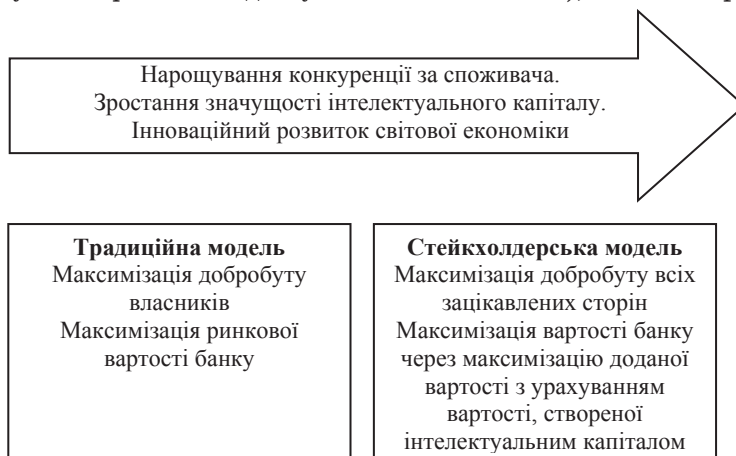 Нарощування конкуренції за споживача.
Зростання значущості інтелектуального капіталу.
Інноваційний розвиток світової економіки
Традиційна модель
Максимізація добробуту
власників
Максимізація ринкової
вартості банку
Стейкхолдерська модель
Максимізація добробуту всіх
зацікавлених сторін
Максимізація вартості банку
через максимізацію доданої
вартості з урахуванням
вартості, створеної
інтелектуальним капіталом